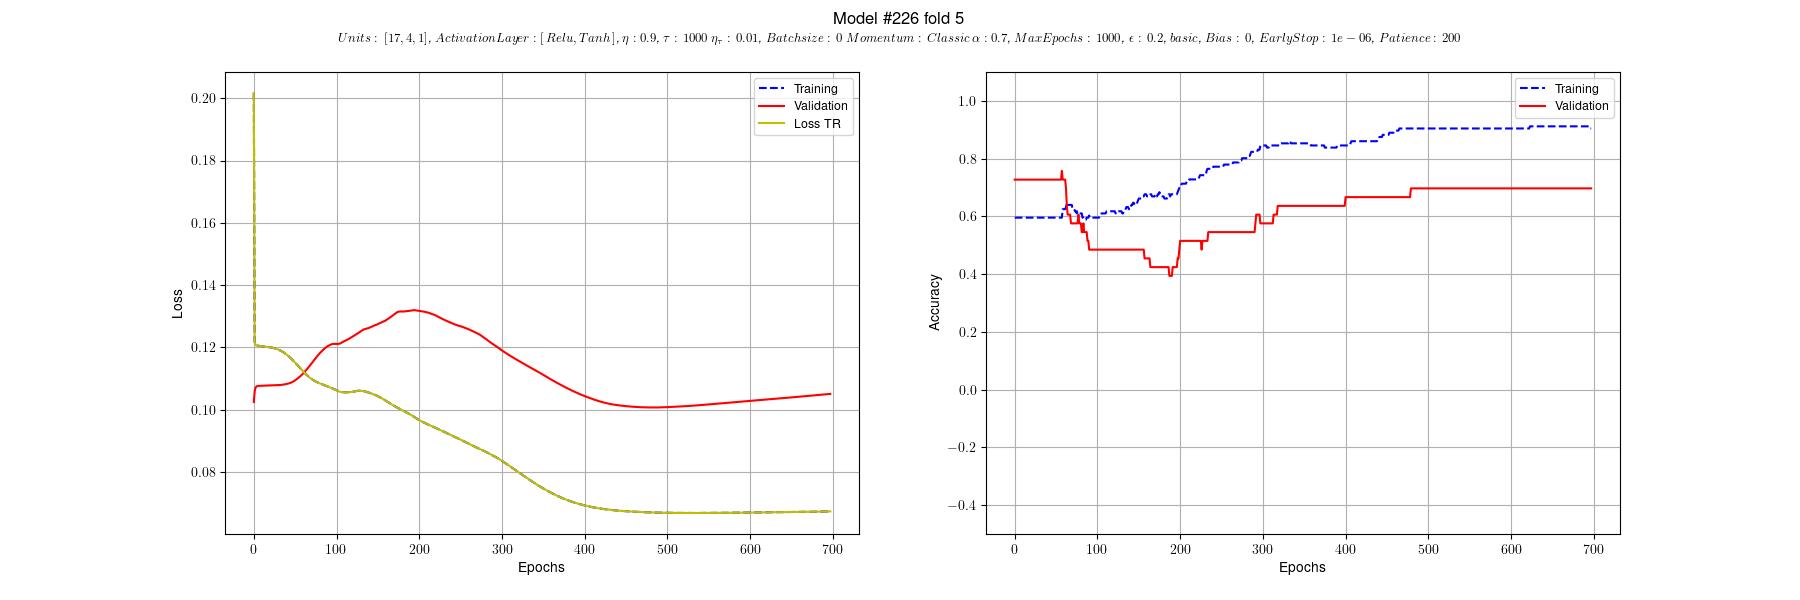 Model #226 fold 5
Units : [17, 4, 1], ActivationLayer : [Relu, Tanh], η : 0.9, τ : 1000 ητ : 0.01, Batchsize : 0 Momentum : Classic α : 0.7, MaxEpochs : 1000, ϵ : 0.2, basic, Bias : 0, EarlyStop : 1e − 06, Patience : 200
0.20
0.18
0.16
0.14
0.12
0.10
0.08
Loss
Training
Validation
Loss TR
0 100 200 300 400 500 600 700
Epochs
1.0
0.8
0.6
0.4
0.2
0.0
−0.2
−0.4
Accuracy
Training
Validation
0 100 200 300 400 500 600 700
Epochs